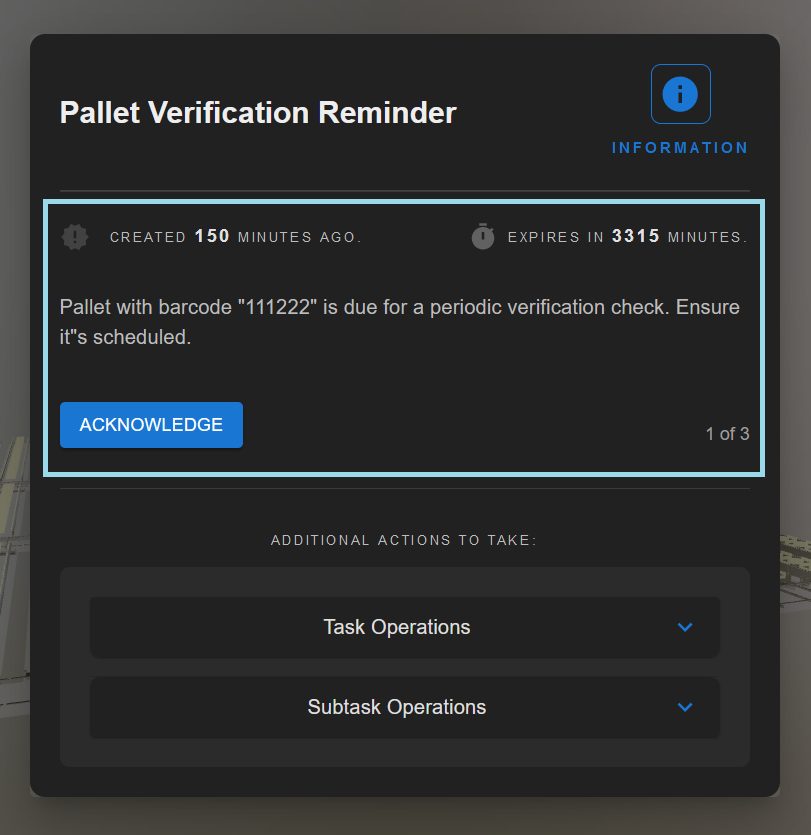 Pallet Verification Reminder
INFORMATION
CREATED 150 MINUTES AGO.
EXPIRES IN 3315 MINUTES.
Pallet with barcode "111222" is due for a periodic verification check. Ensure
it"s scheduled.
ACKNOWLEDGE
1 of 3
ADDITIONAL ACTIONS TO TAKE:
Task Operations
Subtask Operations